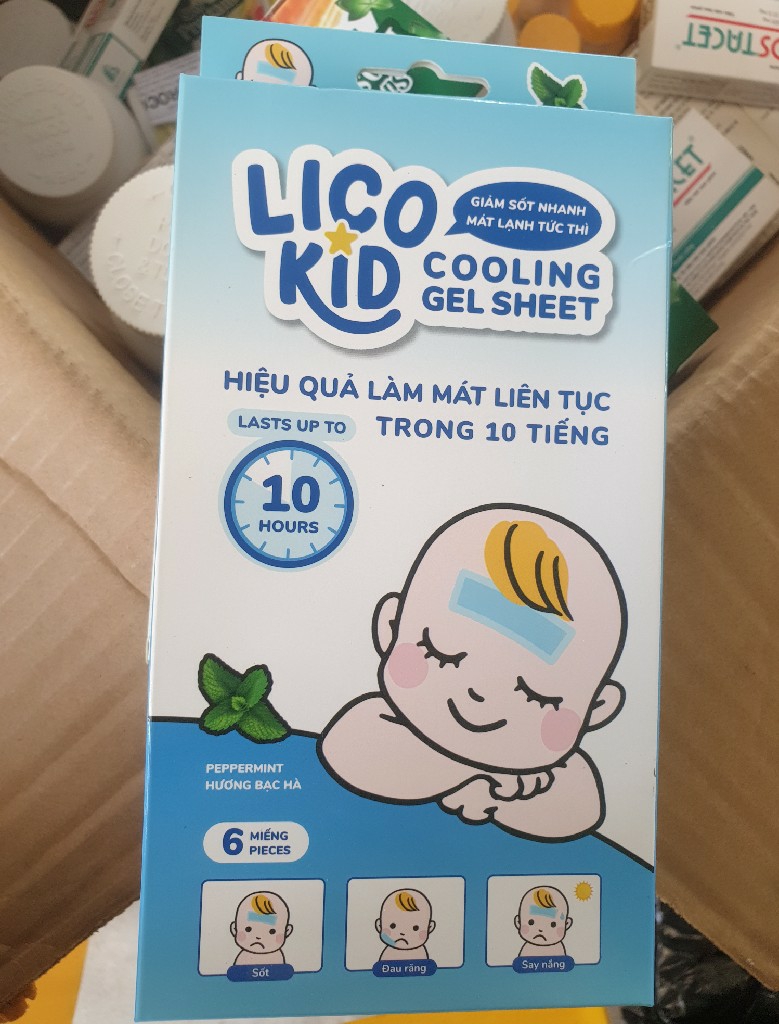 LICO
KID
GIẢM SỐT NHANH
MÁT LẠNH TỨC THÌ
COOLING
GEL SHEET
HIỆU QUẢ LÀM MÁT LIÊN TỤC
TRONG 10 TIẾNG
LASTS UP TO
10
HOURS
PEPPERMINT
HƯƠNG BẠC HÀ
6 MIẾNG
PIECES
Sốt
Đau răng
Say nắng